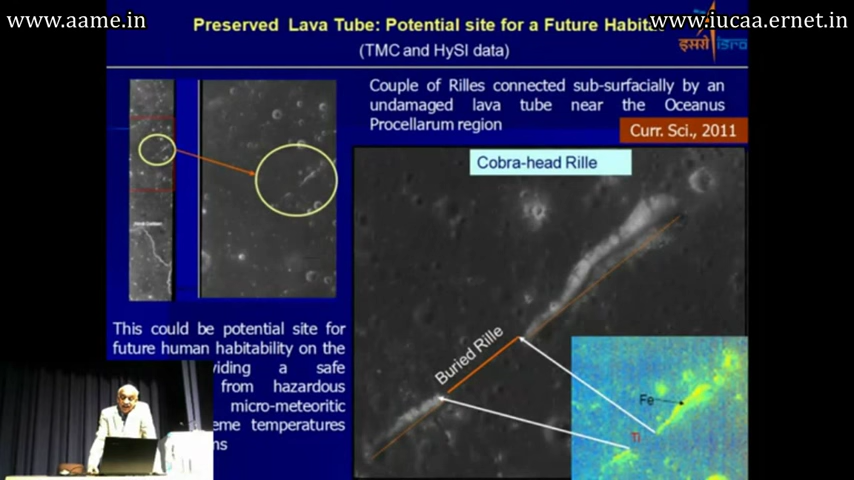 www.aame.in
www.iucaa.ernet.in
Preserved Lava Tube: Potential site for a Future Habitat
(TMC and HySI data)
इसरो isro
Couple of Rilles connected sub-surfacially by an
undamaged lava tube near the Oceanus
Procellarum region
Curr. Sci., 2011
Cobra-head Rille
Buried Rille
Fe
Ti
This could be potential site for
future human habitability on the
a safe
from hazardous
micro-meteoritic
temperatures